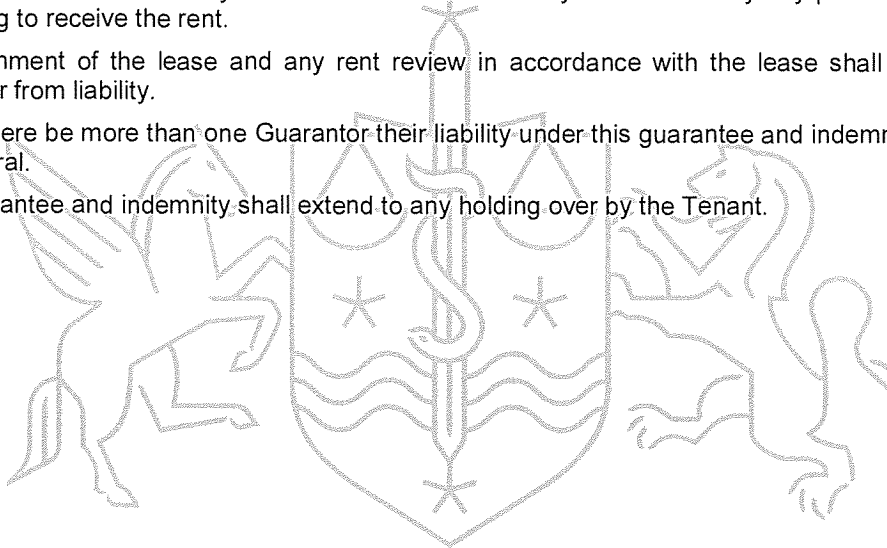 g to receive the rent.
nment of the lease and any rent review in accordance with the lease shall
r from liability.
ere be more than one Guarantor their liability under this guarantee and indemn
ral.
antee and indemnity shall extend to any holding over by the Tenant.